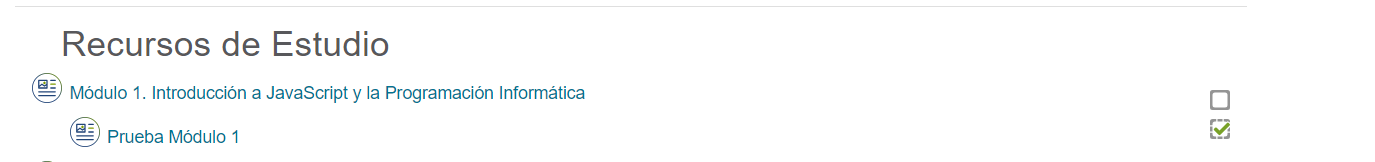 Recursos de Estudio
Módulo 1. Introducción a JavaScript y la Programación Informática
Prueba Módulo 1